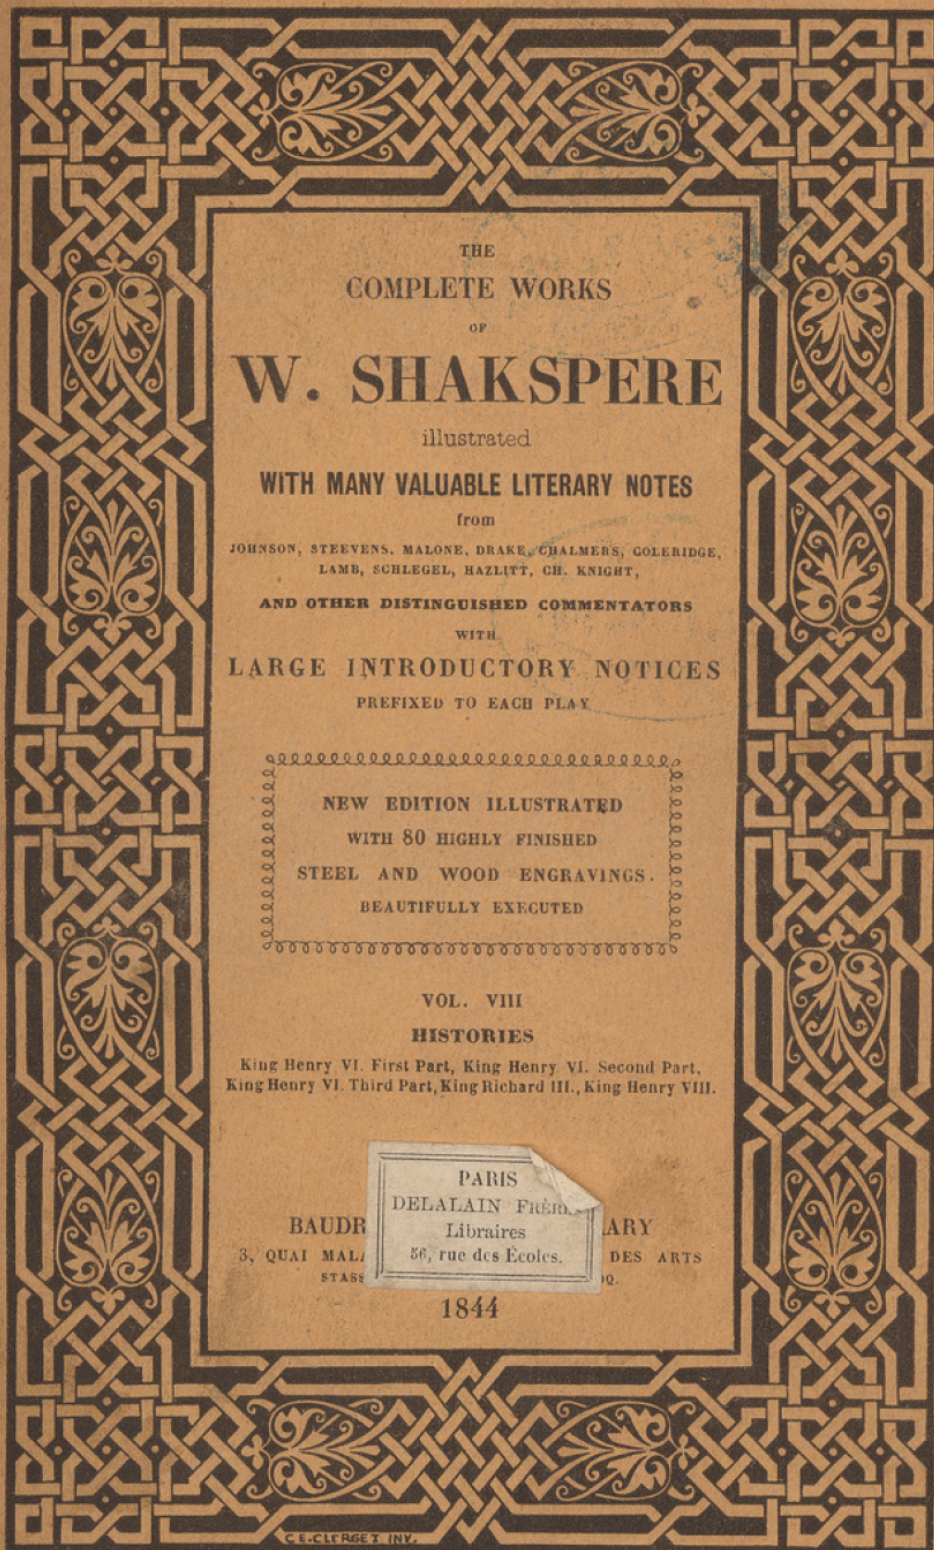 THE
COMPLETE WORKS
OF
W. SHAKSPERE
illustrated
WITH MANY VALUABLE LITERARY NOTES
from
JOHNSON, STEEVENS, MALONE, DRAKE, CHALMERS, COLERIDGE,
LAMB, SCHLEGEL, HAZLITT, CH. KNIGHT,
AND OTHER DISTINGUISHED COMMENTATORS
WITH
LARGE INTRODUCTORY NOTICES
PREFIXED TO EACH PLAY
NEW EDITION ILLUSTRATED
WITH 80 HIGHLY FINISHED
STEEL AND WOOD ENGRAVINGS.
BEAUTIFULLY EXECUTED
VOL. VIII
HISTORIES
King Henry VI. First Part, King Henry VI. Second Part,
King Henry VI. Third Part, King Richard III., King Henry VIII.
PARIS
DELALAIN
Libraires
56, rue des Écoles.
3, QUAI DES ARTS
1844
C.E.CLERGET INV.